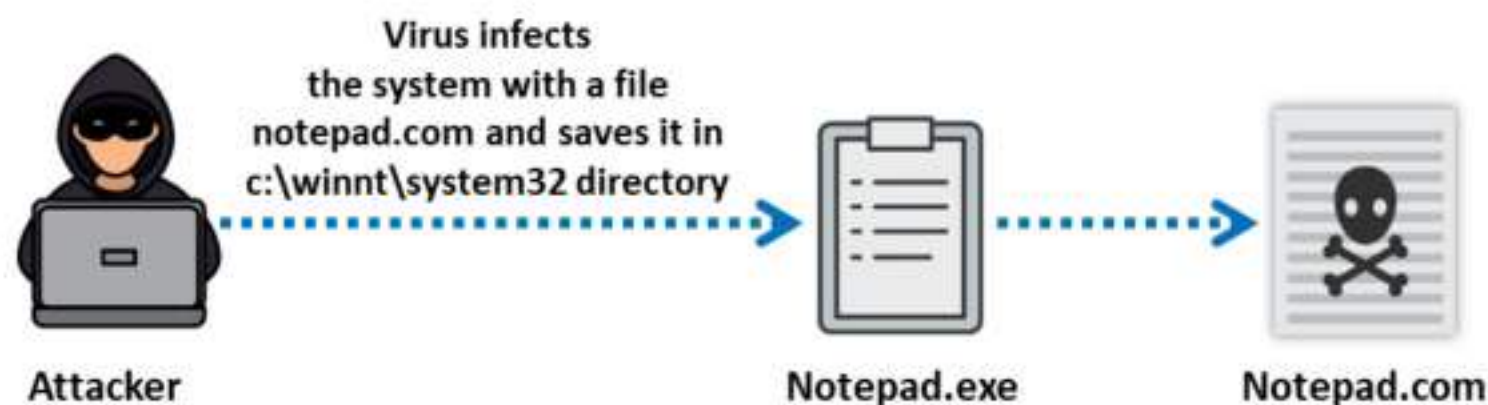 Virus infects
the system with a file
notepad.com and saves it in
c:\winnt\system32 directory
Attacker
Notepad.exe
Notepad.com